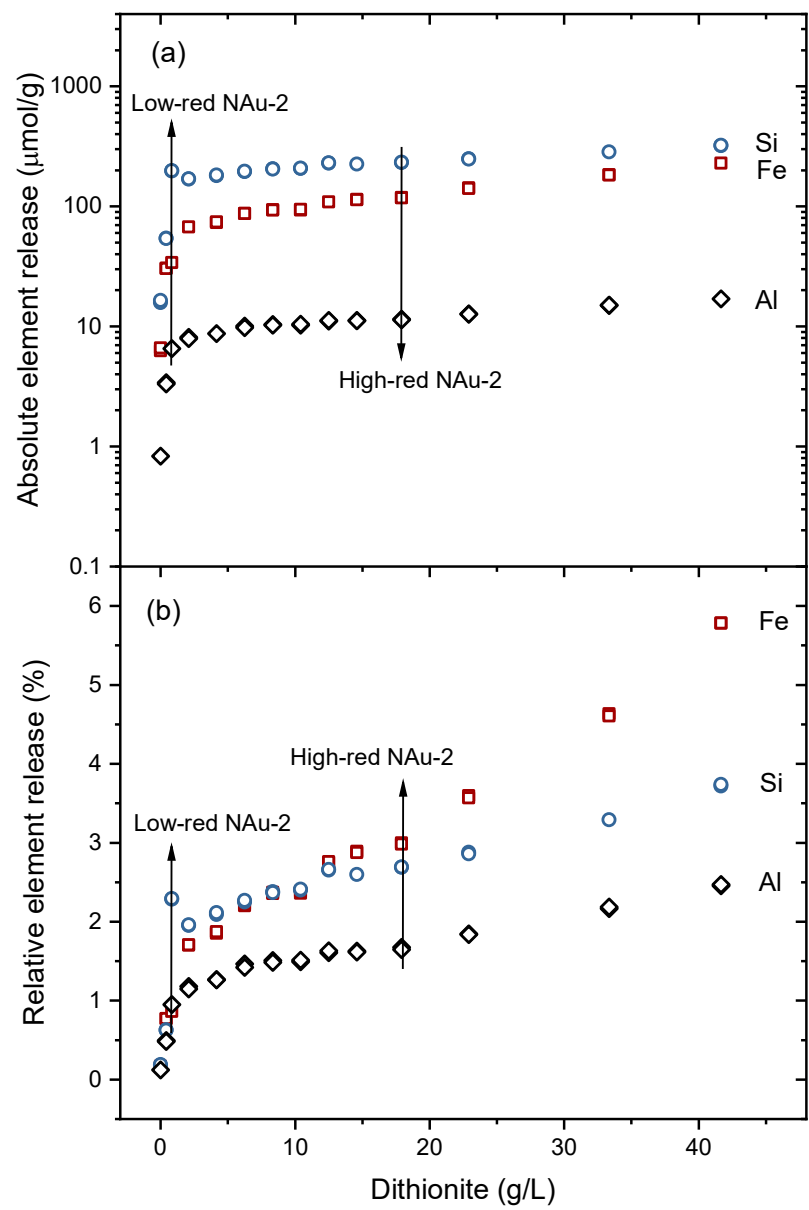 (a)
Absolute element release (μmol/g)
1000
100
10
1
0.1
Low-red NAu-2
High-red NAu-2
Si
Fe
Al
(b)
Relative element release (%)
6
5
4
3
2
1
0
High-red NAu-2
Low-red NAu-2
Fe
Si
Al
0
10
20
30
40
Dithionite (g/L)